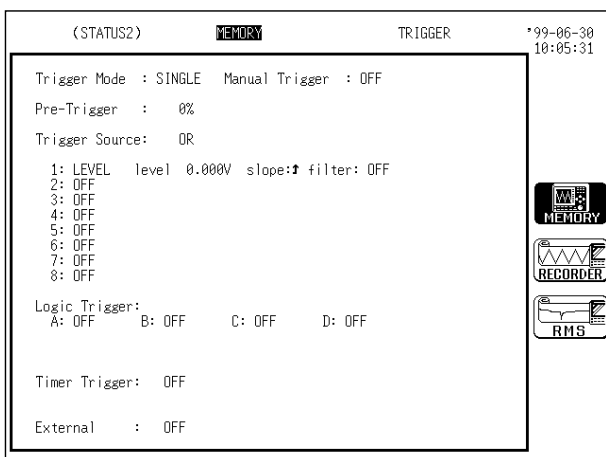 (STATUS2) MEMORY TRIGGER '99-06-30
10:05:31
Trigger Mode : SINGLE Manual Trigger : OFF
Pre-Trigger : 0%
Trigger Source: OR
1: LEVEL level 0.000V slope:↑ filter: OFF
2: OFF
3: OFF
4: OFF
5: OFF
6: OFF
7: OFF
8: OFF
Logic Trigger:
A: OFF B: OFF C: OFF D: OFF
Timer Trigger: OFF
External : OFF
MEMORY
RECORDER
RMS